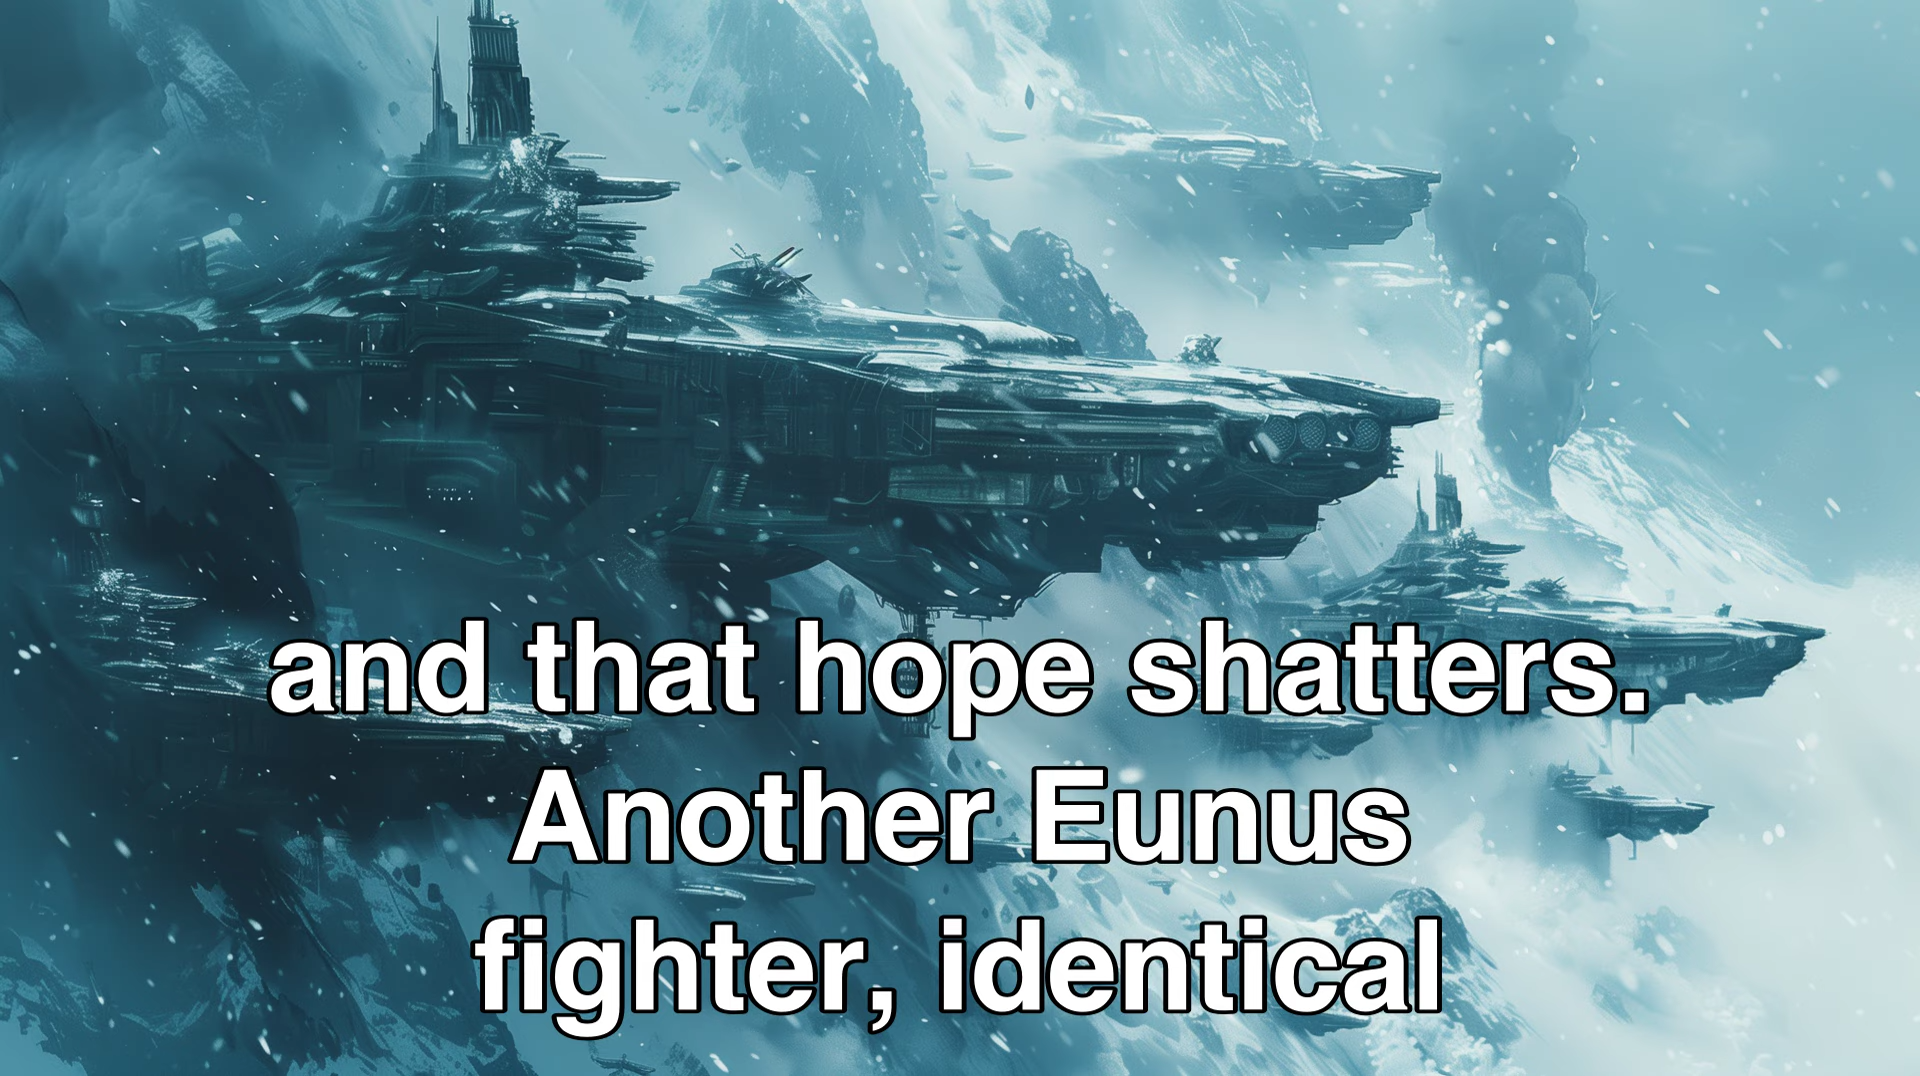 and that hope shatters.
Another Eunus
fighter, identical